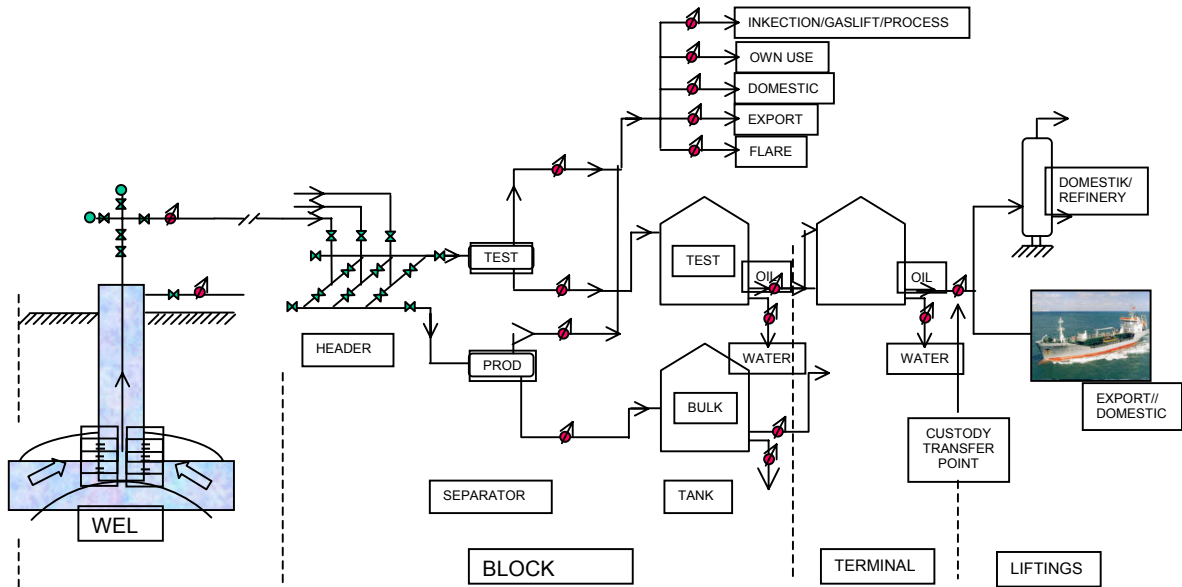 INKECTION/GASLIFT/PROCESS
OWN USE
DOMESTIC
EXPORT
FLARE
DOMESTIK/
REFINERY
TEST
TEST
OIL
OIL
HEADER
PROD
WATER
WATER
BULK
EXPORT//
DOMESTIC
CUSTODY
TRANSFER
POINT
SEPARATOR
TANK
WEL
BLOCK
TERMINAL
LIFTINGS